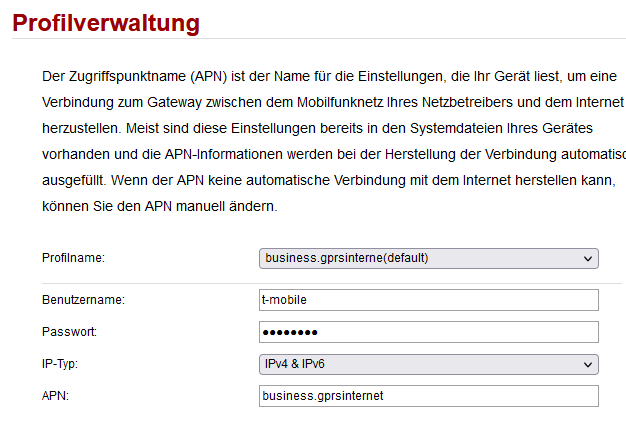 Profilverwaltung
Der Zugriffspunktname (APN) ist der Name für die Einstellungen, die Ihr Gerät liest, um eine
Verbindung zum Gateway zwischen dem Mobilfunknetz Ihres Netzbetreibers und dem Internet
herzustellen. Meist sind diese Einstellungen bereits in den Systemdateien Ihres Gerätes
vorhanden und die APN-Informationen werden bei der Herstellung der Verbindung automatisc
ausgefüllt. Wenn der APN keine automatische Verbindung mit dem Internet herstellen kann,
können Sie den APN manuell ändern.
Profilname: business.gprsinterne(default)
Benutzername: t-mobile
Passwort: ●●●●●●●●
IP-Typ: IPv4 & IPv6
APN: business.gprsinternet